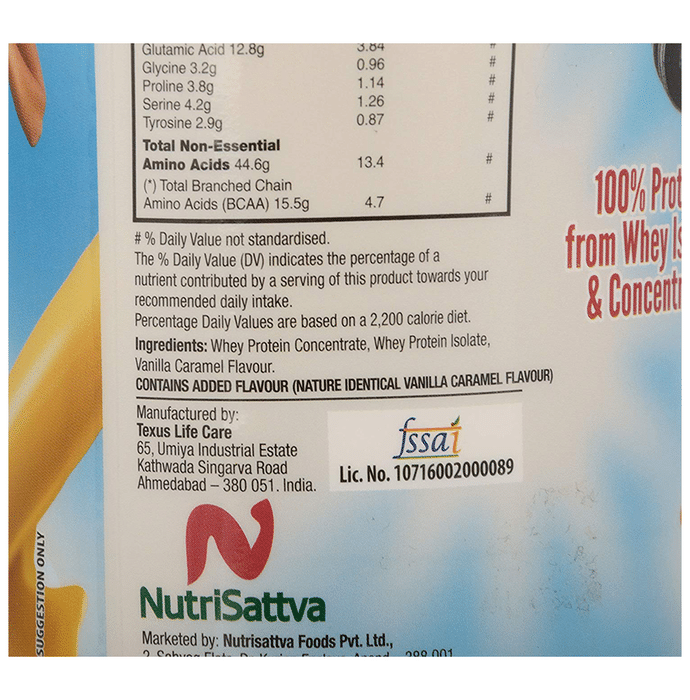 Glutamic Acid 12.8g 3.84 #
Glycine 3.2g 0.96 #
Proline 3.8g 1.14 #
Serine 4.2g 1.26 #
Tyrosine 2.9g 0.87 #
Total Non-Essential
Amino Acids 44.6g 13.4 #
(*) Total Branched Chain
Amino Acids (BCAA) 15.5g 4.7 #
# % Daily Value not standardised.
The % Daily Value (DV) indicates the percentage of a
nutrient contributed by a serving of this product towards your
recommended daily intake.
Percentage Daily Values are based on a 2,200 calorie diet.
Ingredients: Whey Protein Concentrate, Whey Protein Isolate,
Vanilla Caramel Flavour.
CONTAINS ADDED FLAVOUR (NATURE IDENTICAL VANILLA CARAMEL FLAVOUR)
Manufactured by:
Texus Life Care
65, Umiya Industrial Estate
Kathwada Singarva Road
Ahmedabad – 380 051. India.
fssai
Lic. No. 10716002000089
N
NutriSattva
Marketed by: Nutrisattva Foods Pvt. Ltd.,
100% Prot
from Whey Is
& Concentr
SUGGESTION ONLY